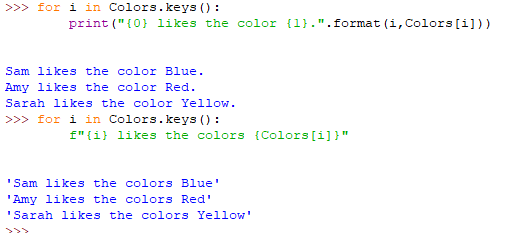 >>> for i in Colors.keys():
        print("{0} likes the color {1}.".format(i,Colors[i]))
Sam likes the color Blue.
Amy likes the color Red.
Sarah likes the color Yellow.
>>> for i in Colors.keys():
        f"{i} likes the colors {Colors[i]}"
'Sam likes the colors Blue'
'Amy likes the colors Red'
'Sarah likes the colors Yellow'
>>>